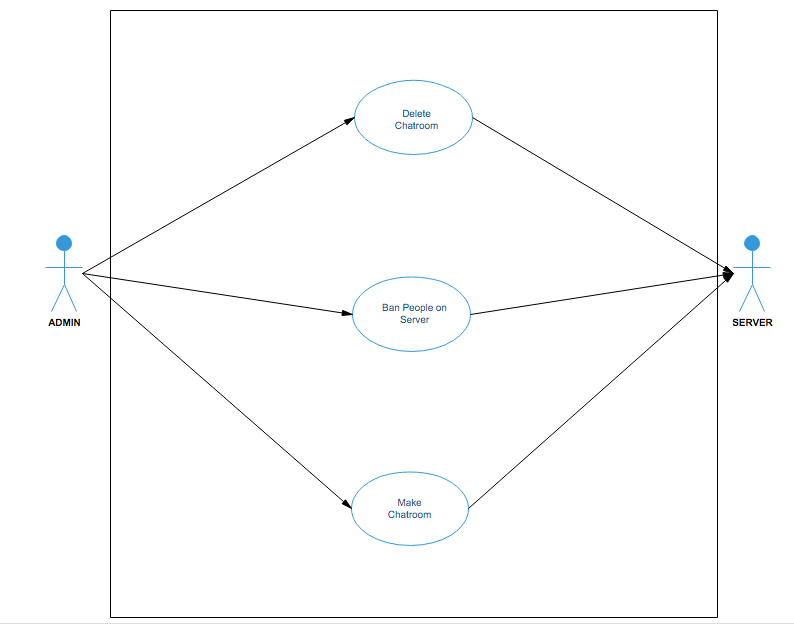 Delete
Chatroom
Ban People on
Server
ADMIN
SERVER
Make
Chatroom